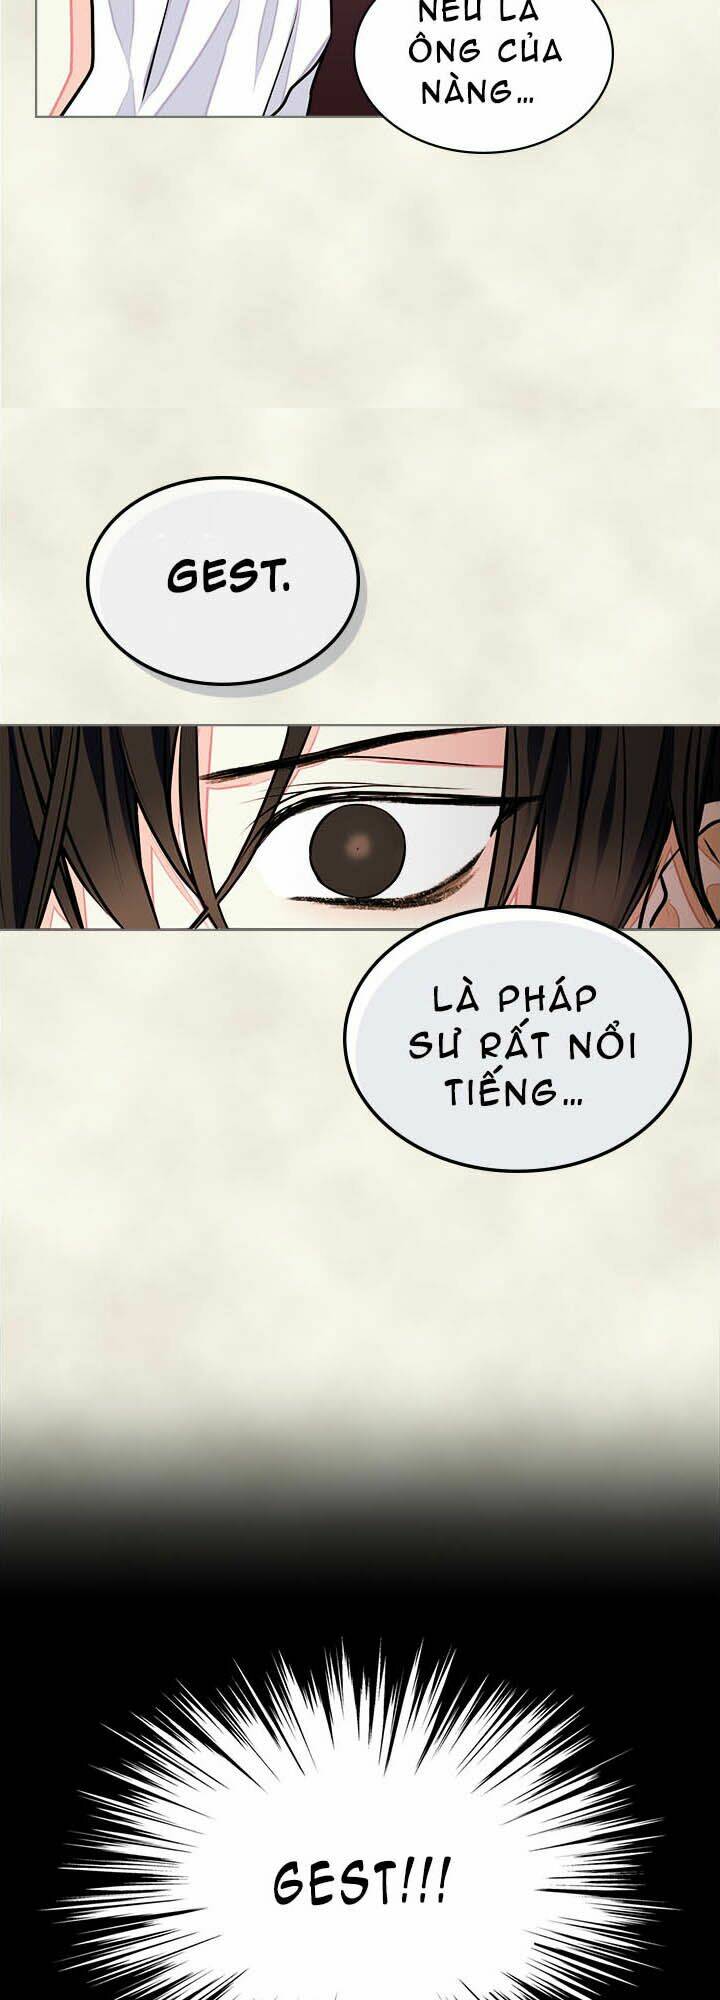 NẾU LÀ
ÔNG CỦA
NÀNG...
GEST.
LÀ PHÁP
SƯ RẤT NỔI
TIẾNG...
GEST!!!